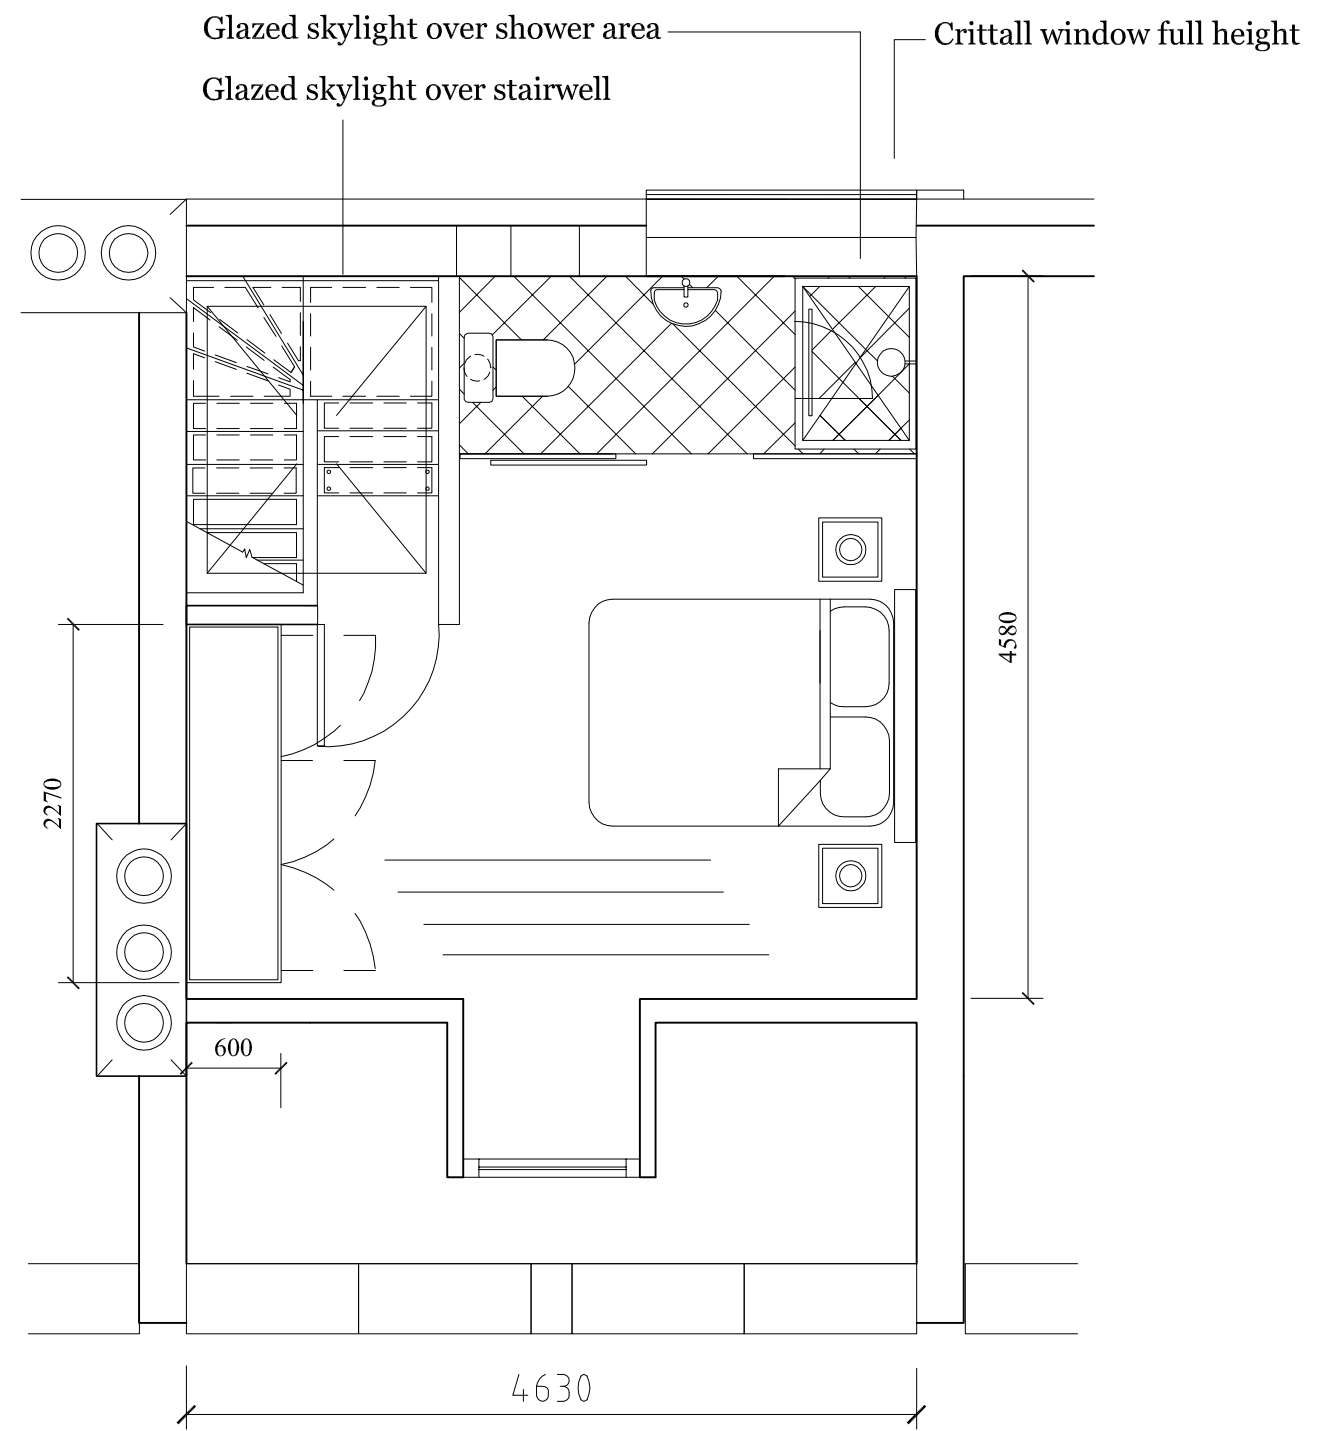 Glazed skylight over shower area
Crittall window full height
Glazed skylight over stairwell
4580
2270
600
4630